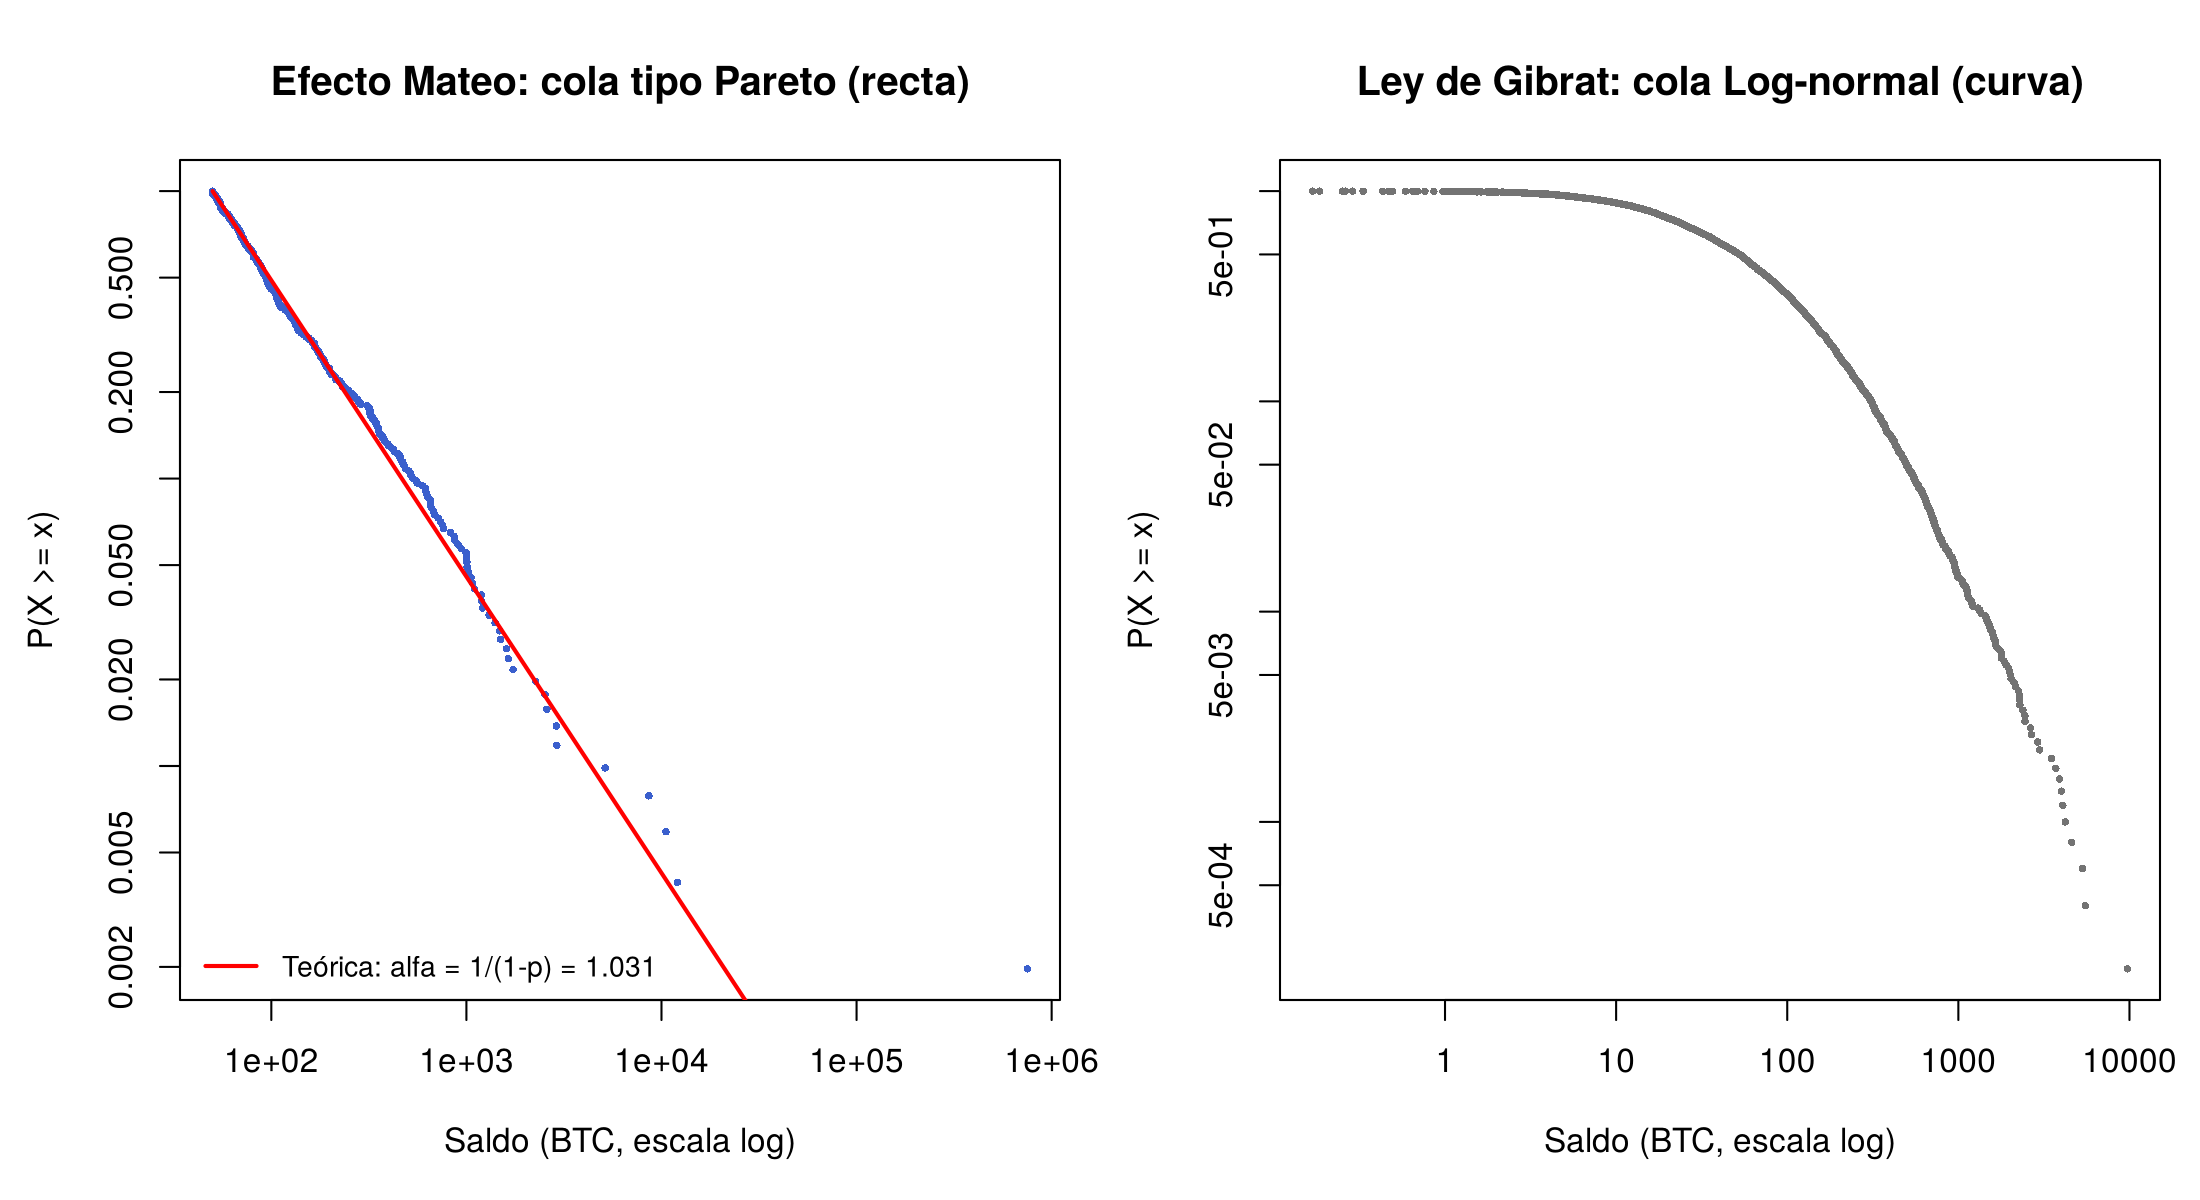 Efecto Mateo: cola tipo Pareto (recta)
P(X >= x)
0.500
0.200
0.050
0.020
0.005
0.002
Teórica: alfa = 1/(1-p) = 1.031
1e+02 1e+03 1e+04 1e+05 1e+06
Saldo (BTC, escala log)
Ley de Gibrat: cola Log-normal (curva)
P(X >= x)
5e-01
5e-02
5e-03
5e-04
1 10 100 1000 10000
Saldo (BTC, escala log)